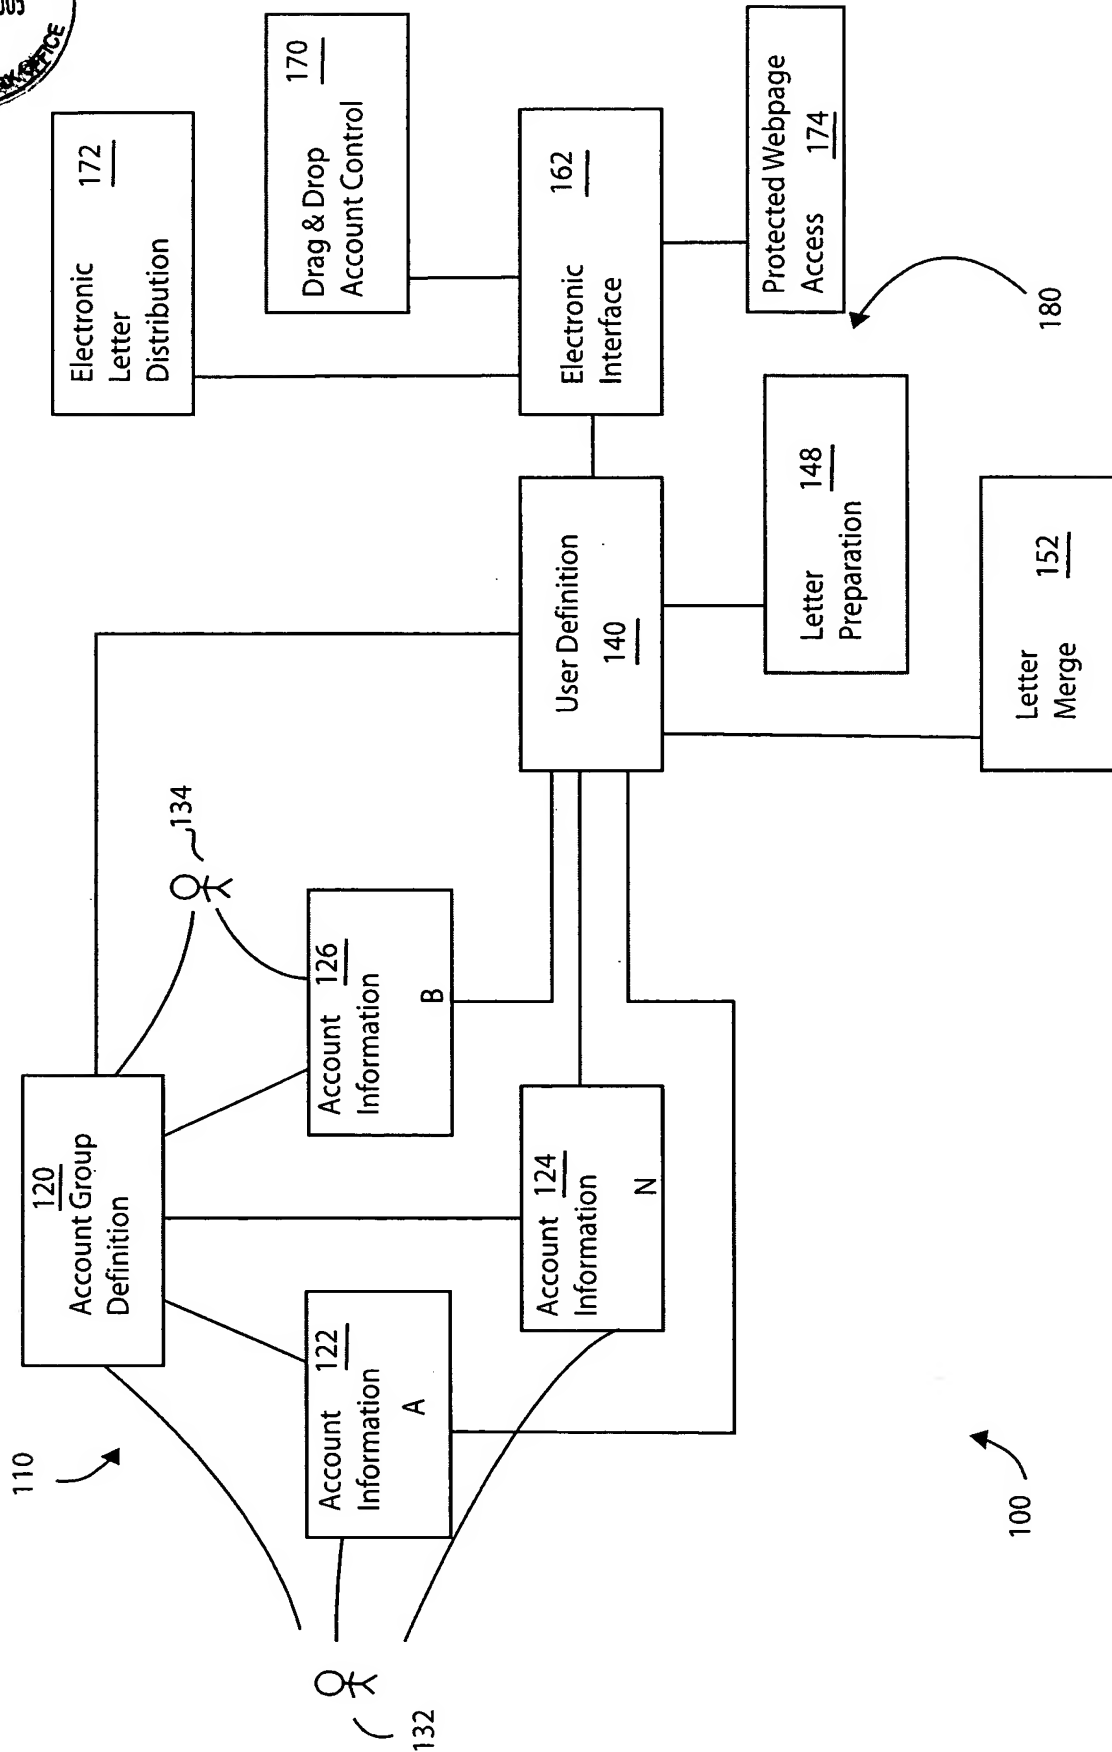 110
120
Account Group
Definition
134
Account 122
Information
A
Account 126
Information
B
Account 124
Information
N
132
100
User Definition
140
Electronic
Letter
Distribution
172
Drag & Drop
Account Control
170
Electronic
Interface
162
Protected Webpage
Access 174
Letter
Preparation
148
Letter
Merge
152
180
OFFICE